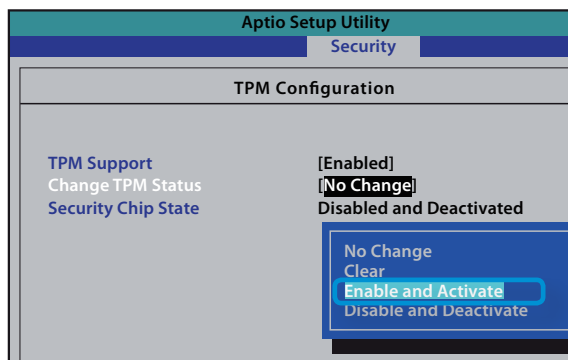 Aptio Setup Utility
Security
TPM Configuration
TPM Support [Enabled]
Change TPM Status [No Change]
Security Chip State Disabled and Deactivated
No Change
Clear
Enable and Activate
Disable and Deactivate